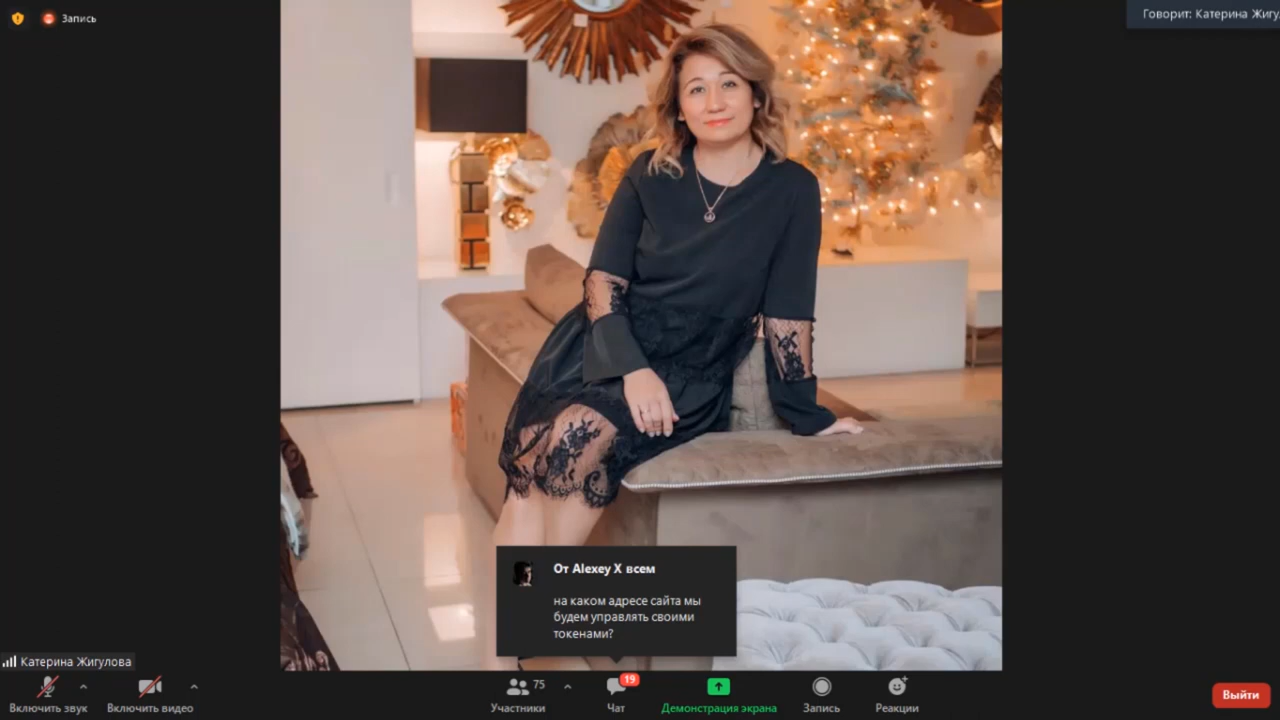 Запись
Говорит: Катерина Жигу
От Alexey X всем
на каком адресе сайта мы
будем управлять своими
токенами?
Катерина Жигулова
75
19
Включить звук
Включить видео
Участники
Чат
Демонстрация экрана
Запись
Реакции
Выйти